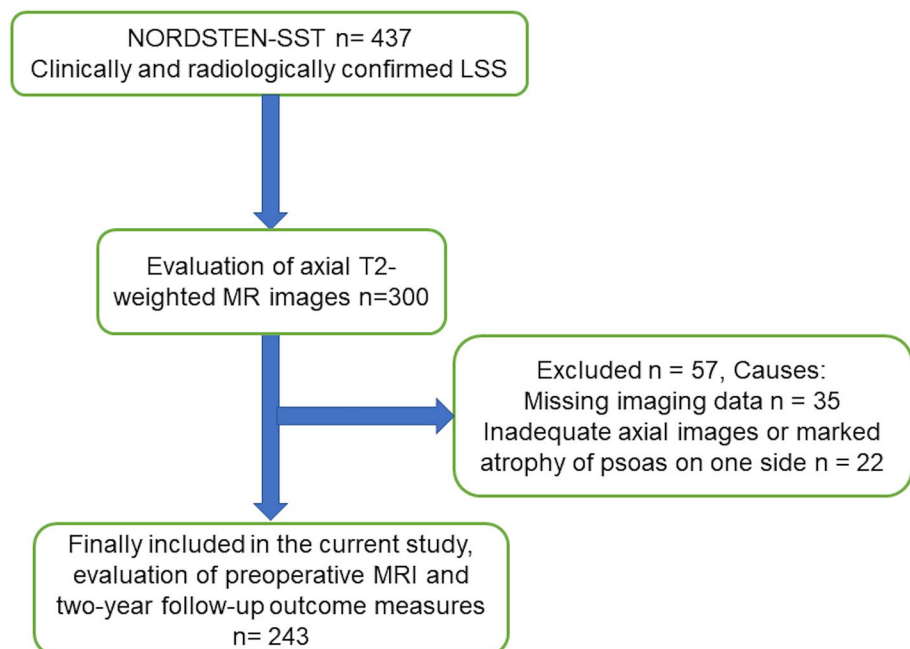 NORDSTEN-SST n= 437
Clinically and radiologically confirmed LSS
Evaluation of axial T2-
weighted MR images n=300
Excluded n = 57, Causes:
Missing imaging data n = 35
Inadequate axial images or marked
atrophy of psoas on one side n = 22
Finally included in the current study,
evaluation of preoperative MRI and
two-year follow-up outcome measures
n= 243